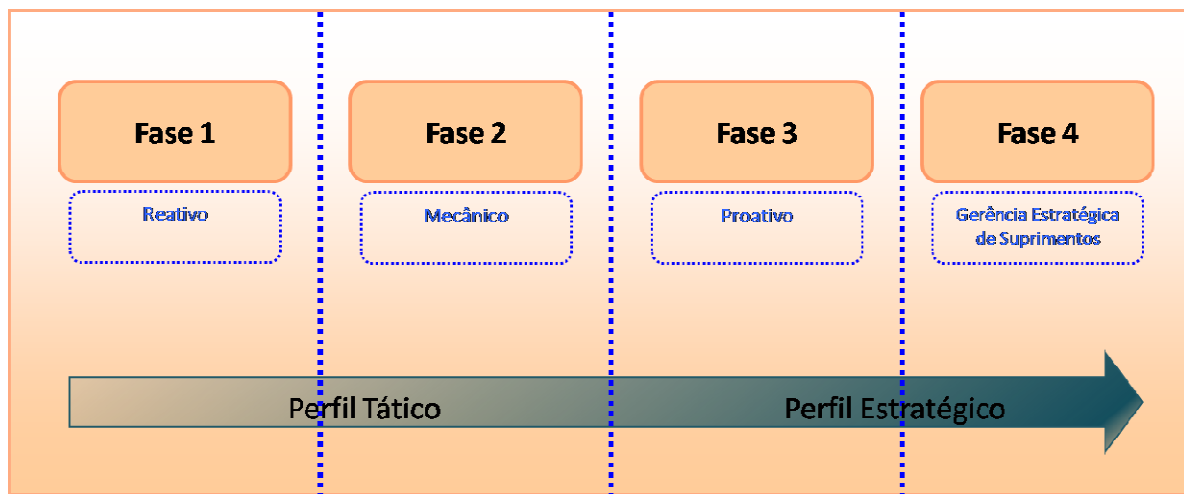 Fase 1
Fase 2
Fase 3
Fase 4
Reativo
Mecânico
Proativo
Gerência Estratégica
de Suprimentos
Perfil Tático
Perfil Estratégico